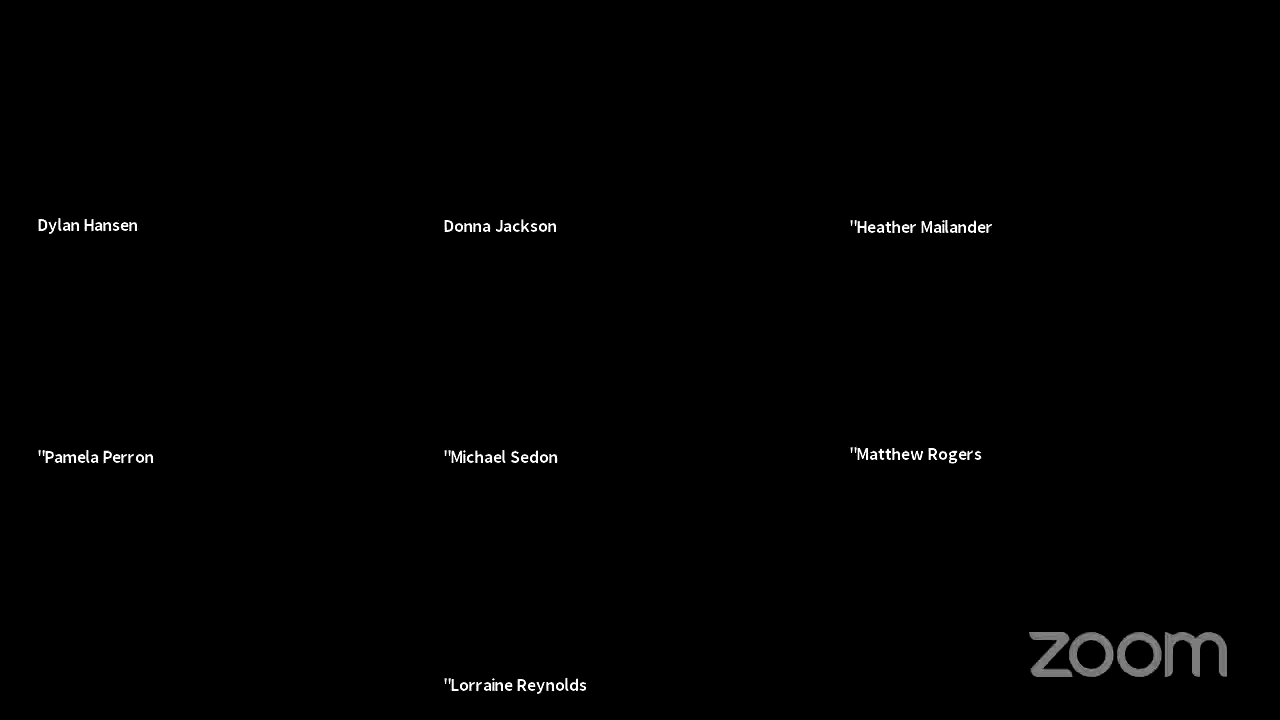 Dylan Hansen
Donna Jackson
"Heather Mailander
"Pamela Perron
"Michael Sedon
"Matthew Rogers
"Lorraine Reynolds
zoom